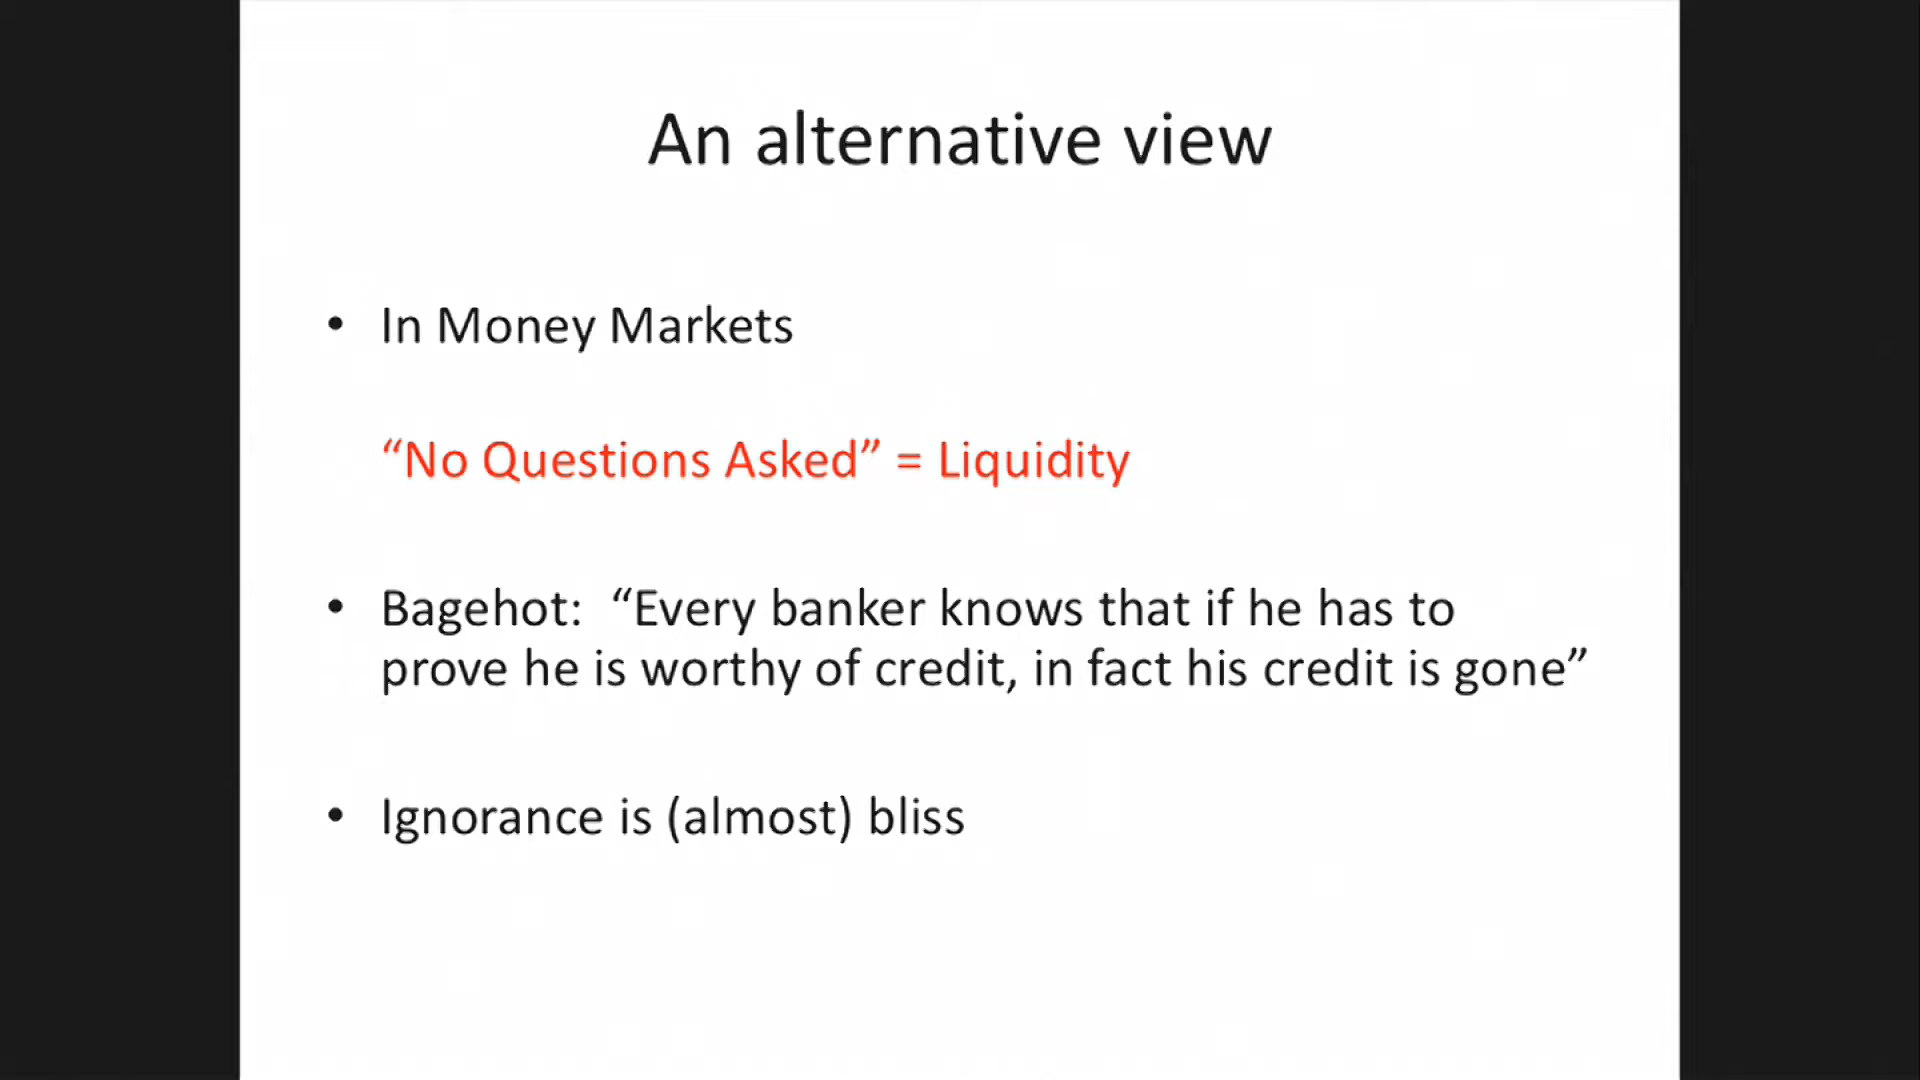 An alternative view
• In Money Markets
“No Questions Asked” = Liquidity
• Bagehot:  “Every banker knows that if he has to
prove he is worthy of credit, in fact his credit is gone”
• Ignorance is (almost) bliss